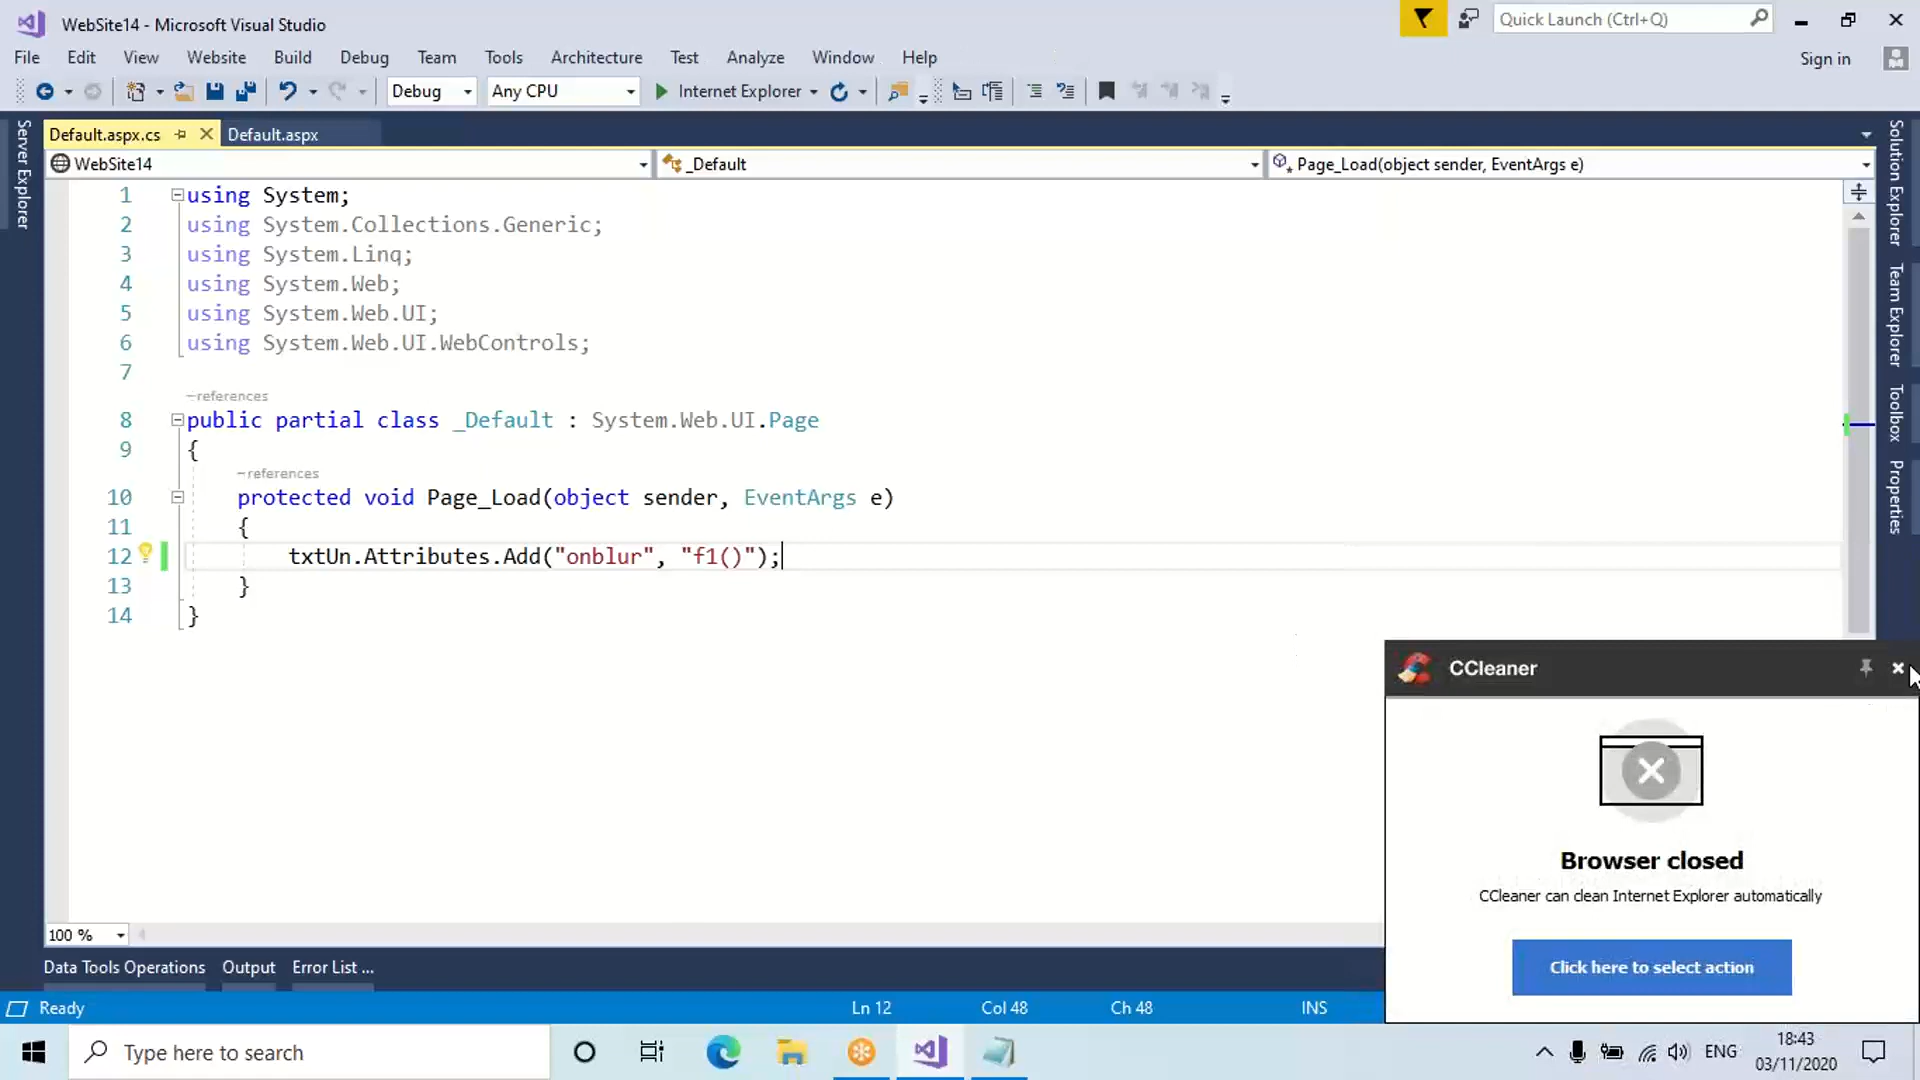 WebSite14 - Microsoft Visual Studio
Quick Launch (Ctrl+Q)
File Edit View Website Build Debug Team Tools Architecture Test Analyze Window Help
Sign in
Debug Any CPU Internet Explorer
Default.aspx.cs Default.aspx
WebSite14 _Default Page_Load(object sender, EventArgs e)
Server Explorer
Solution Explorer
Team Explorer
Toolbox
Properties
1 using System;
2 using System.Collections.Generic;
3 using System.Linq;
4 using System.Web;
5 using System.Web.UI;
6 using System.Web.UI.WebControls;
7
–references
8 public partial class _Default : System.Web.UI.Page
9 {
–references
10 protected void Page_Load(object sender, EventArgs e)
11 {
12 txtUn.Attributes.Add("onblur", "f1()");
13 }
14 }
CCleaner
Browser closed
CCleaner can clean Internet Explorer automatically
Click here to select action
100 %
Data Tools Operations Output Error List ...
Ready Ln 12 Col 48 Ch 48 INS
Type here to search
ENG
18:43
03/11/2020